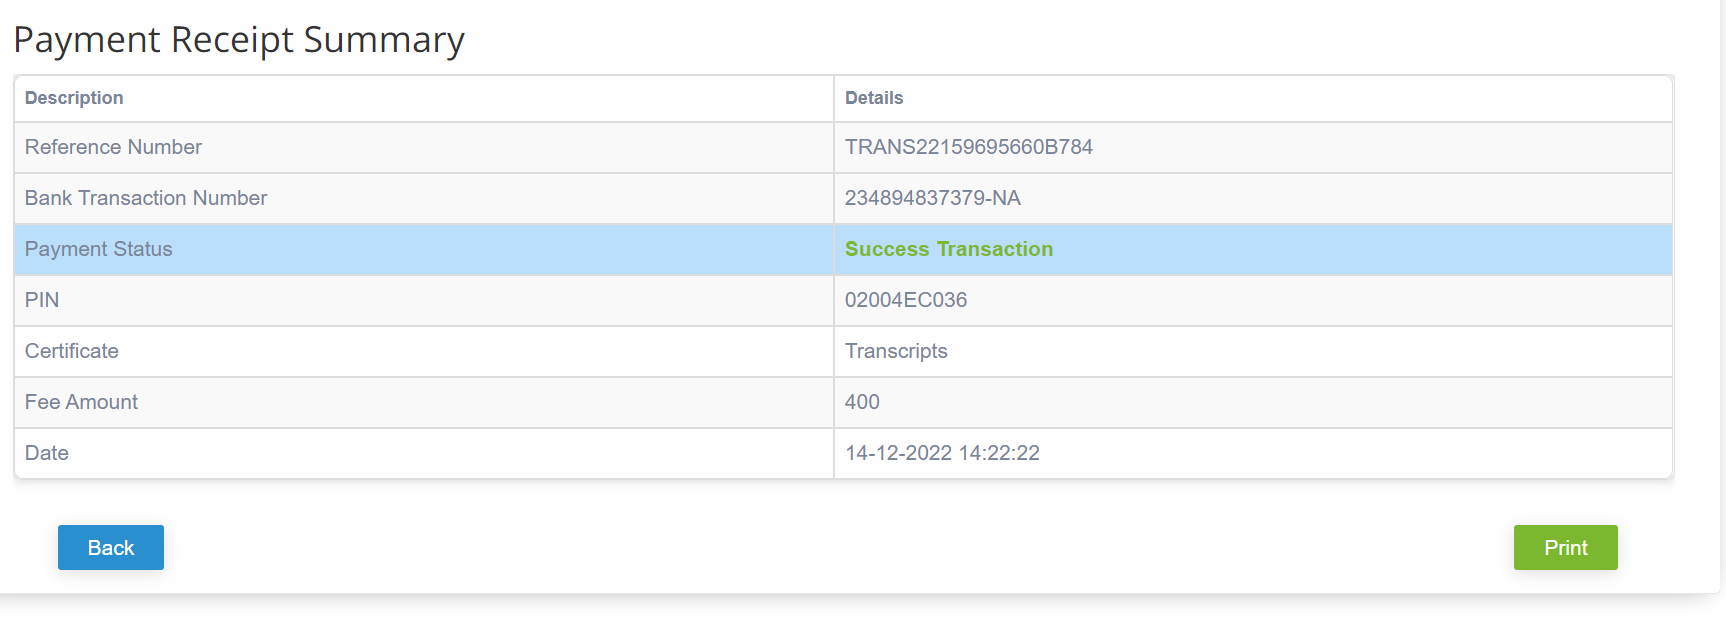 Payment Receipt Summary
Description Details
Reference Number TRANS22159695660B784
Bank Transaction Number 234894837379-NA
Payment Status Success Transaction
PIN 02004EC036
Certificate Transcripts
Fee Amount 400
Date 14-12-2022 14:22:22
Back Print